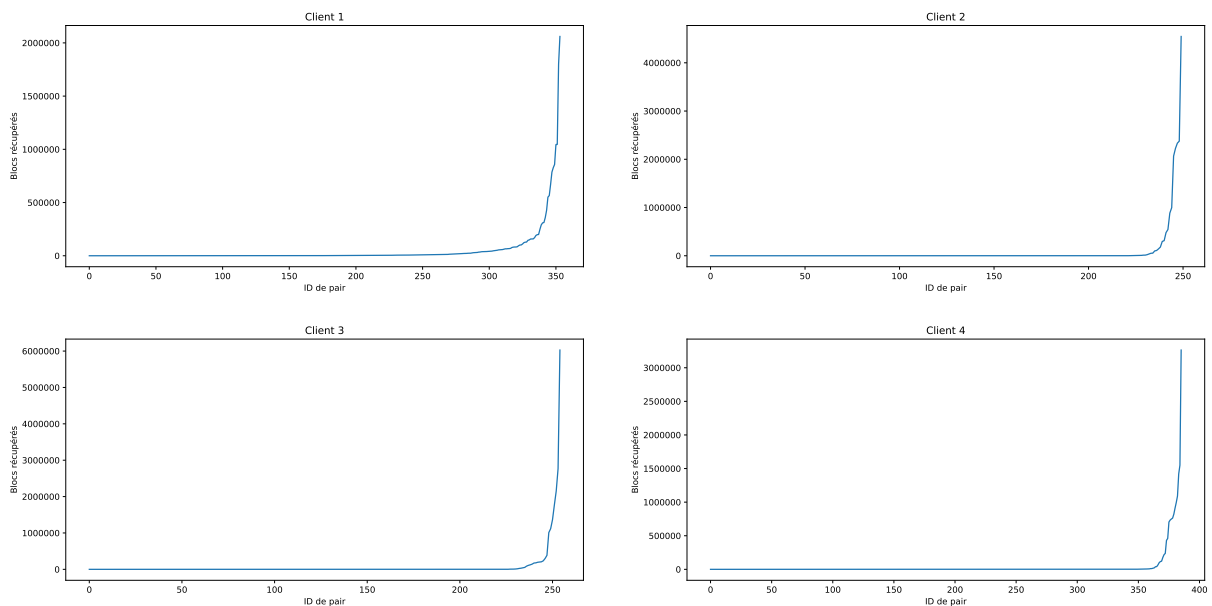 Client 1
Blocs récupérés
2000000
1500000
1000000
500000
0
0 50 100 150 200 250 300 350
ID de pair
Client 2
Blocs récupérés
4000000
3000000
2000000
1000000
0
0 50 100 150 200 250
ID de pair
Client 3
Blocs récupérés
6000000
5000000
4000000
3000000
2000000
1000000
0
0 50 100 150 200 250
ID de pair
Client 4
Blocs récupérés
3000000
2500000
2000000
1500000
1000000
500000
0
0 50 100 150 200 250 300 350 400
ID de pair